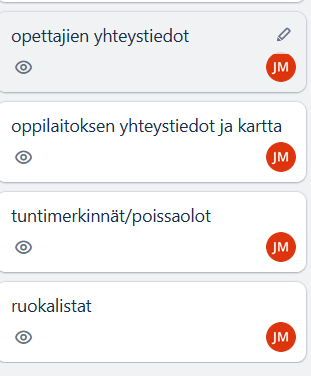 opettajien yhteystiedot
JM
oppilaitoksen yhteystiedot ja kartta
JM
tuntimerkinnät/poissaolot
JM
ruokalistat
JM